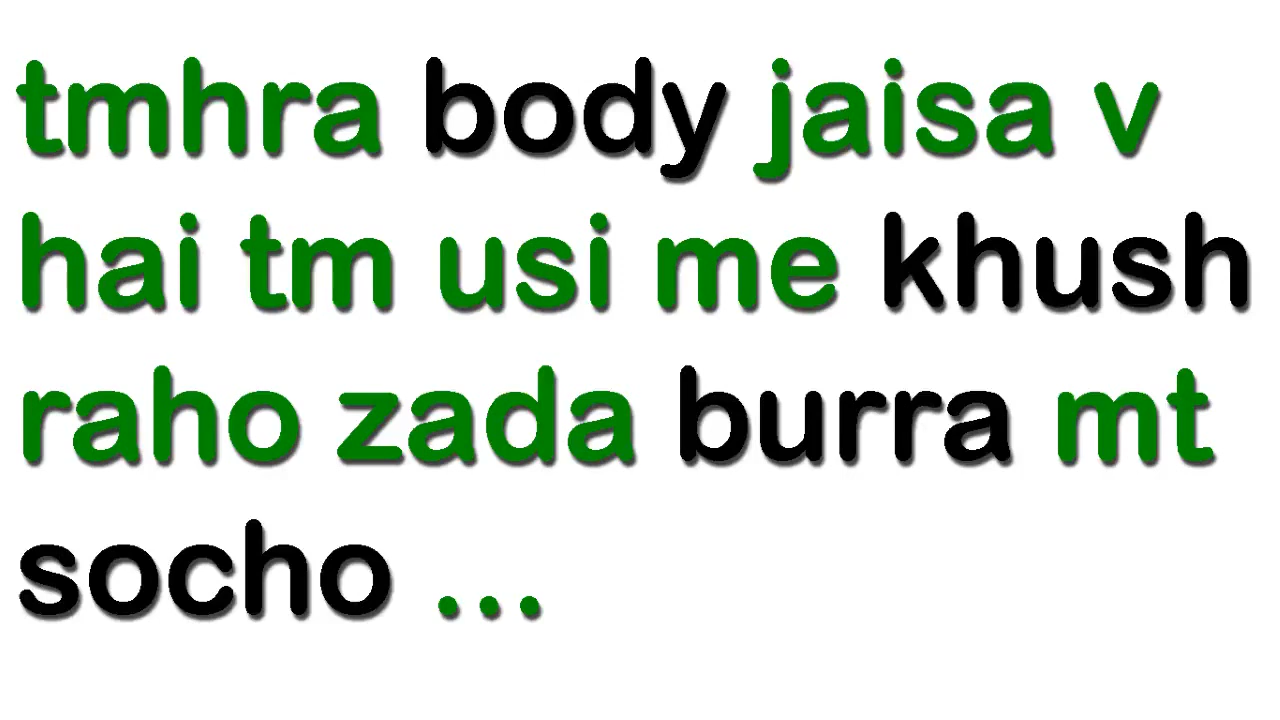 tmhra body jaisa v
hai tm usi me khush
raho zada burra mt
socho ...